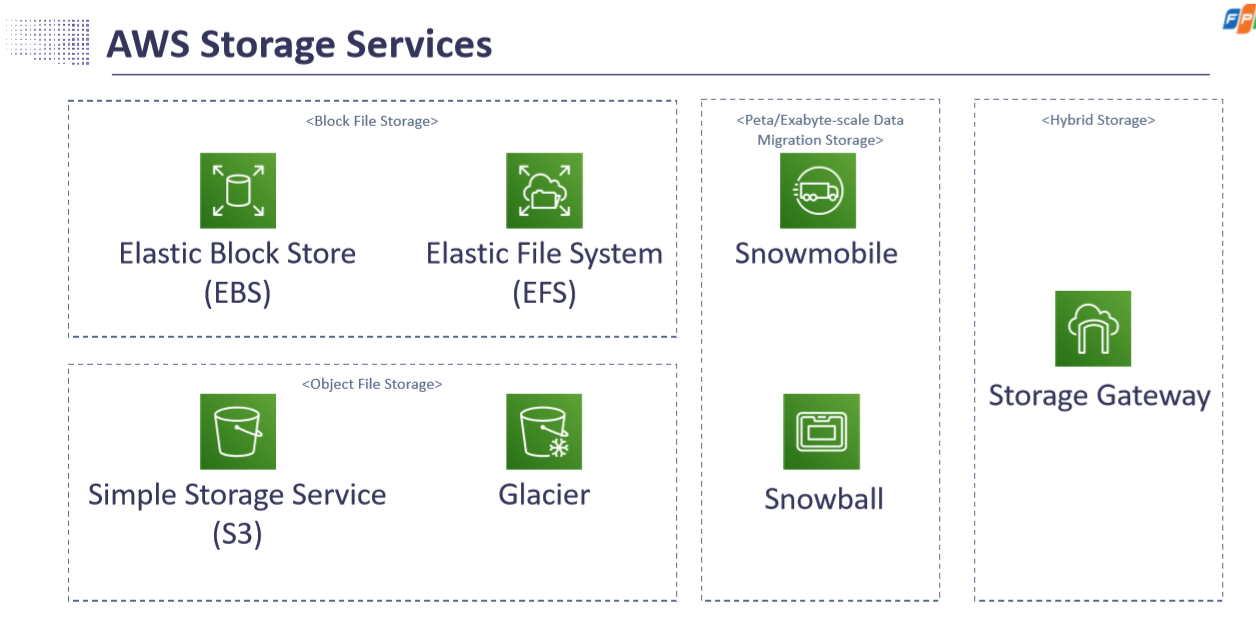 AWS Storage Services
<Block File Storage>
Elastic Block Store
(EBS)
Elastic File System
(EFS)
<Object File Storage>
Simple Storage Service
(S3)
Glacier
<Peta/Exabyte-scale Data
Migration Storage>
Snowmobile
Snowball
<Hybrid Storage>
Storage Gateway